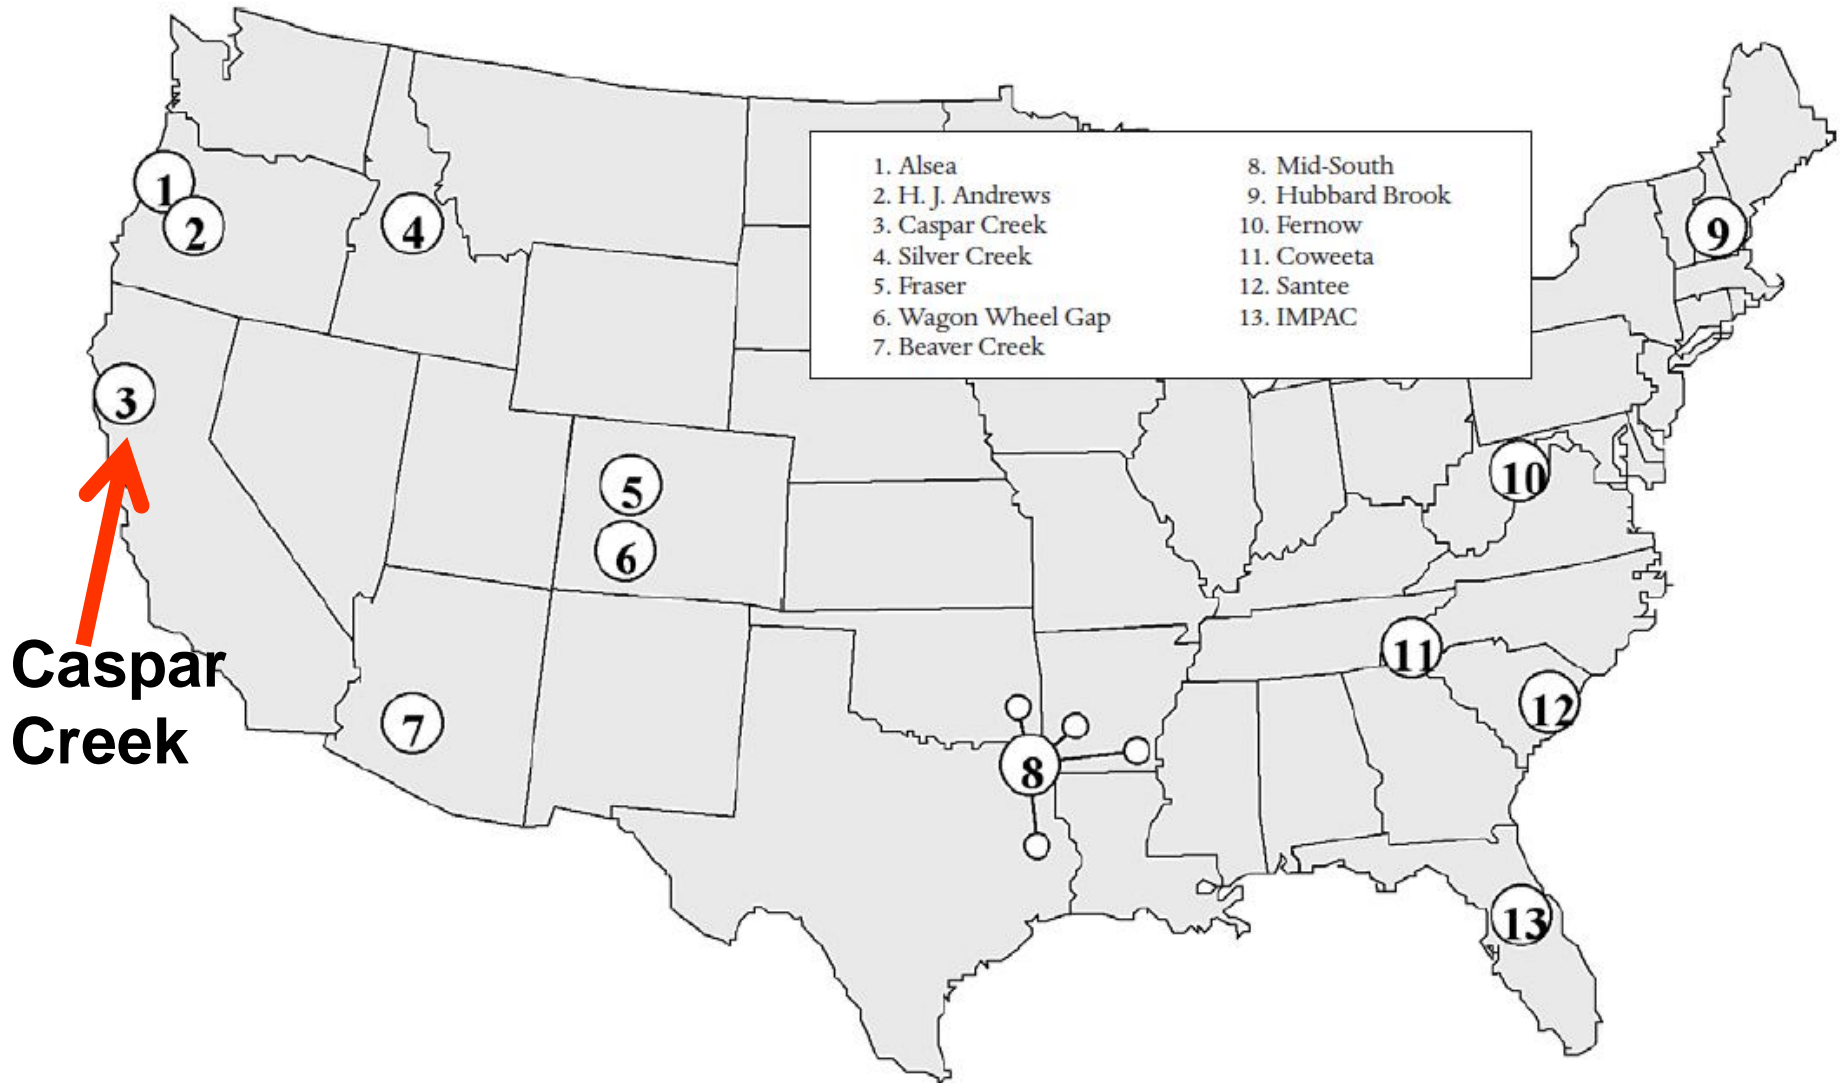 1. Alsea
2. H. J. Andrews
3. Caspar Creek
4. Silver Creek
5. Fraser
6. Wagon Wheel Gap
7. Beaver Creek
8. Mid-South
9. Hubbard Brook
10. Fernow
11. Coweeta
12. Santee
13. IMPAC
1
2
4
9
3
5
6
10
11
12
7
8
13
Caspar
Creek